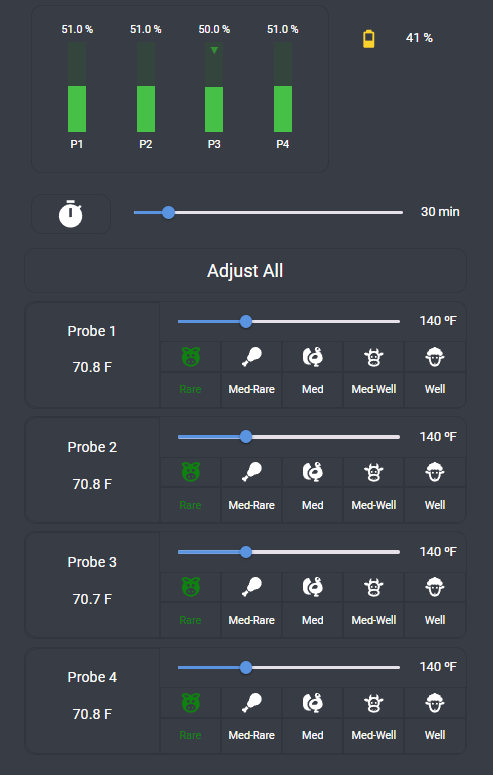 51.0 % 51.0 % 50.0 % 51.0 %
41 %
P1 P2 P3 P4
30 min
Adjust All
Probe 1
70.8 F
140 ºF
Rare Med-Rare Med Med-Well Well
Probe 2
70.8 F
140 ºF
Rare Med-Rare Med Med-Well Well
Probe 3
70.7 F
140 ºF
Rare Med-Rare Med Med-Well Well
Probe 4
70.8 F
140 ºF
Rare Med-Rare Med Med-Well Well